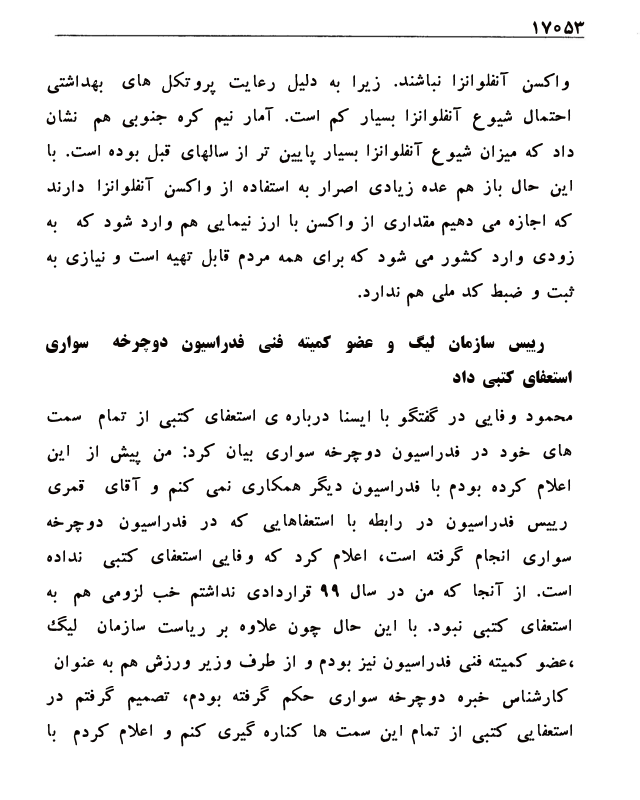 ۱۷۰۵۳
واکسن آنفلوانزا نباشند. زیرا به دلیل رعایت پروتکل های بهداشتی
احتمال شیوع آنفلوانزا بسیار کم است. آمار نیم کره جنوبی هم نشان
داد که میزان شیوع آنفلوانزا بسیار پایین تر از سالهای قبل بوده است. با
این حال باز هم عده زیادی اصرار به استفاده از واکسن آنفلوانزا دارند
که اجازه می دهیم مقداری از واکسن با ارز نیمایی هم وارد شود که به
زودی وارد کشور می شود که برای همه مردم قابل تهیه است و نیازی به
ثبت و ضبط کد ملی هم ندارد.
رییس سازمان لیگ و عضو کمیته فنی فدراسیون دوچرخه سواری
استعفای کتبی داد
محمود وفایی در گفتگو با ایسنا درباره ی استعفای کتبی از تمام سمت
های خود در فدراسیون دوچرخه سواری بیان کرد: من پیش از این
اعلام کرده بودم با فدراسیون دیگر همکاری نمی کنم و آقای قمری
رییس فدراسیون در رابطه با استعفاهایی که در فدراسیون دوچرخه
سواری انجام گرفته است، اعلام کرد که وفایی استعفای کتبی نداده
است. از آنجا که من در سال ۹۹ قراردادی نداشتم خب لزومی هم به
استعفای کتبی نبود. با این حال چون علاوه بر ریاست سازمان لیگ
،عضو کمیته فنی فدراسیون نیز بودم و از طرف وزیر ورزش هم به عنوان
کارشناس خبره دوچرخه سواری حکم گرفته بودم، تصمیم گرفتم در
استعفایی کتبی از تمام این سمت ها کناره گیری کنم و اعلام کردم با